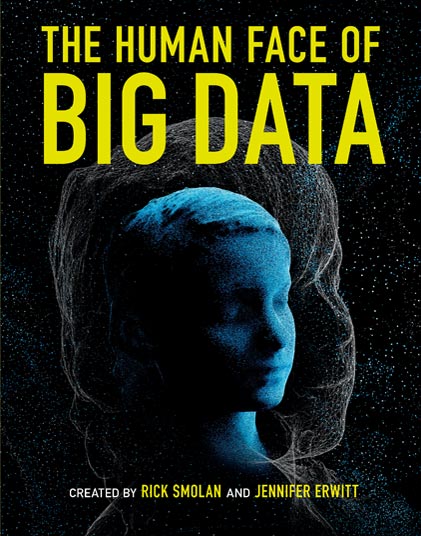 THE HUMAN FACE OF
BIG DATA
CREATED BY RICK SMOLAN AND JENNIFER ERWITT